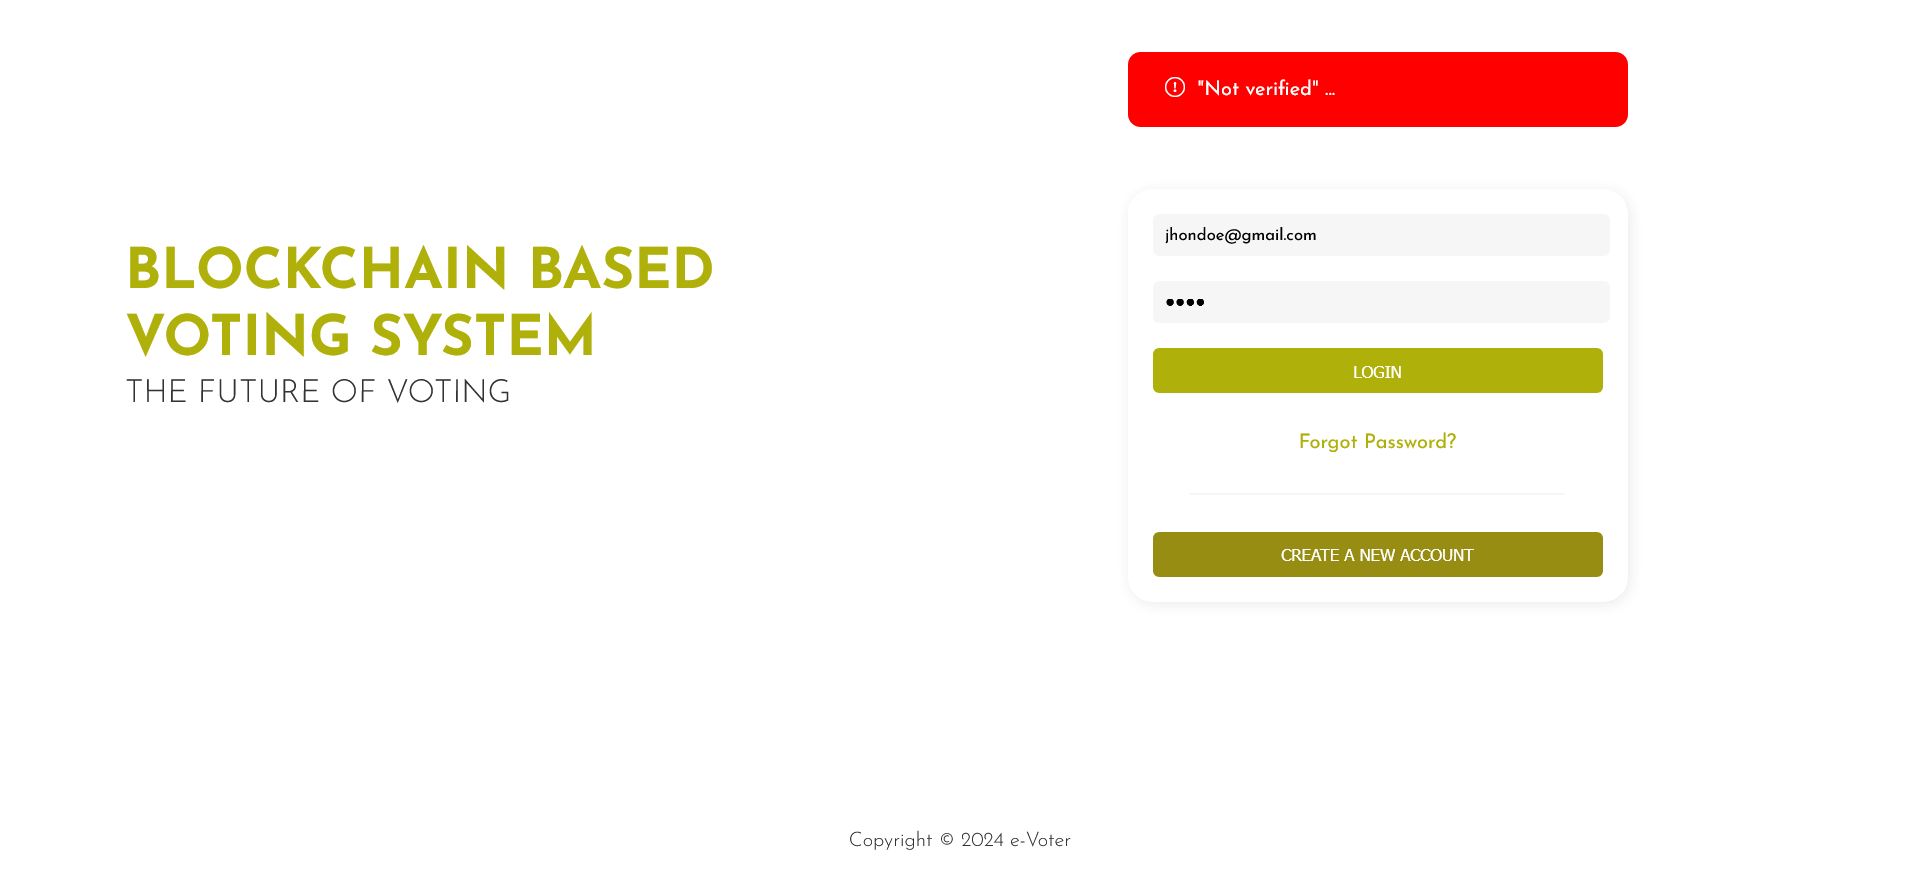 "Not verified" ...
BLOCKCHAIN BASED
VOTING SYSTEM
THE FUTURE OF VOTING
jhondoe@gmail.com
••••
LOGIN
Forgot Password?
CREATE A NEW ACCOUNT
Copyright © 2024 e-Voter